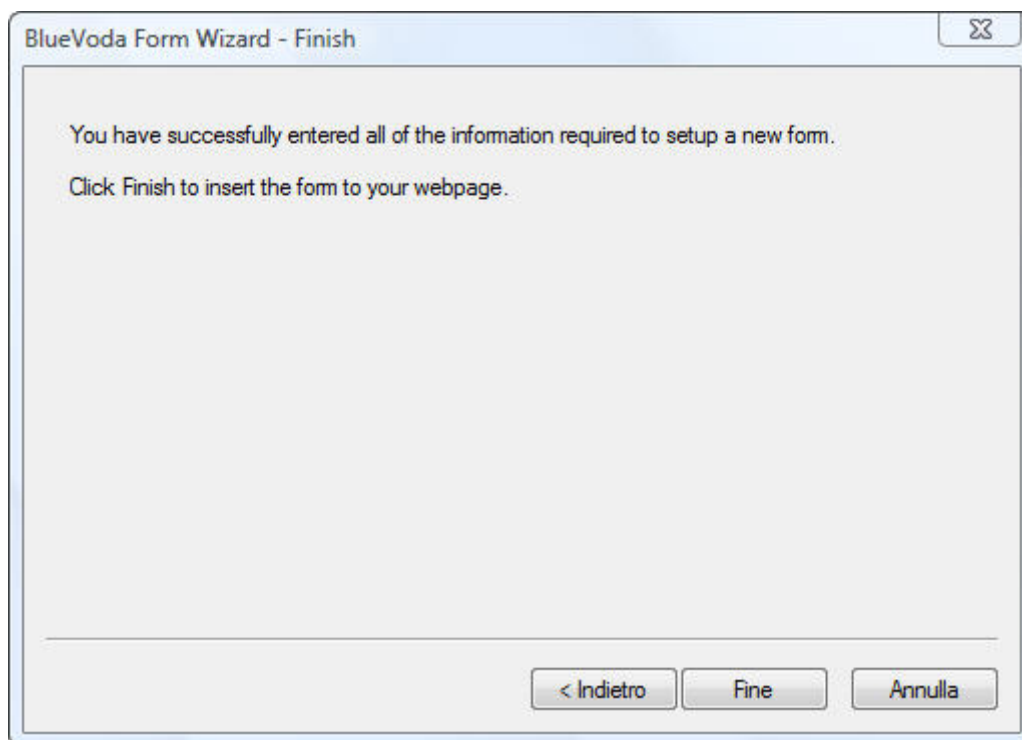 BlueVoda Form Wizard - Finish
You have successfully entered all of the information required to setup a new form.
Click Finish to insert the form to your webpage.
< Indietro
Fine
Annulla